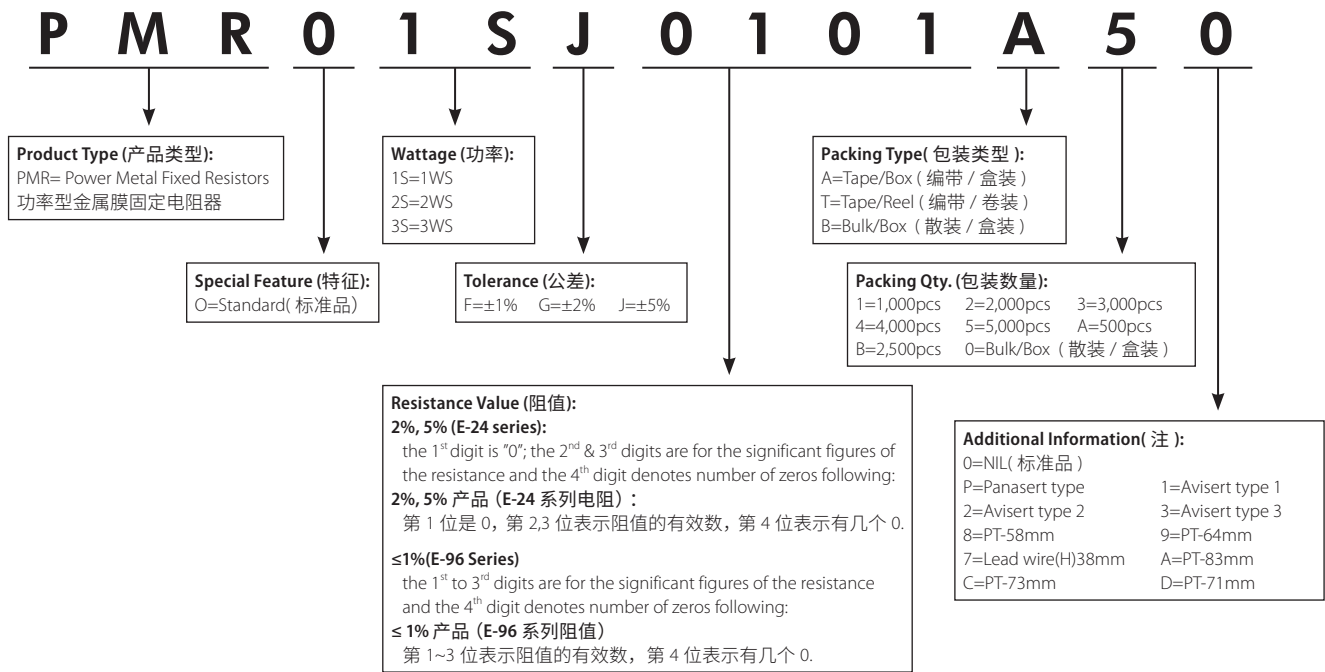 P M R 0 1 S J 0 1 0 1 A 5 0
Product Type (产品类型):
PMR= Power Metal Fixed Resistors
功率型金属膜固定电阻器
Wattage (功率):
1S=1WS
2S=2WS
3S=3WS
Packing Type( 包装类型 ):
A=Tape/Box ( 编带 / 盒装 )
T=Tape/Reel ( 编带 / 卷装 )
B=Bulk/Box ( 散装 / 盒装 )
Special Feature (特征):
O=Standard( 标准品)
Tolerance (公差):
F=±1% G=±2% J=±5%
Packing Qty. (包装数量):
1=1,000pcs 2=2,000pcs 3=3,000pcs
4=4,000pcs 5=5,000pcs A=500pcs
B=2,500pcs 0=Bulk/Box ( 散装 / 盒装 )
Resistance Value (阻值):
2%, 5% (E-24 series):
the 1st digit is "0"; the 2nd & 3rd digits are for the significant figures of
the resistance and the 4th digit denotes number of zeros following:
2%, 5% 产品 (E-24 系列电阻) :
第 1 位是 0, 第 2,3 位表示阻值的有效数, 第 4 位表示有几个 0.
≤1%(E-96 Series)
the 1st to 3rd digits are for the significant figures of the resistance
and the 4th digit denotes number of zeros following:
≤ 1% 产品 (E-96 系列阻值)
第 1~3 位表示阻值的有效数, 第 4 位表示有几个 0.
Additional Information( 注 ):
0=NIL( 标准品 )
P=Panasert type 1=Avisert type 1
2=Avisert type 2 3=Avisert type 3
8=PT-58mm 9=PT-64mm
7=Lead wire(H)38mm A=PT-83mm
C=PT-73mm D=PT-71mm